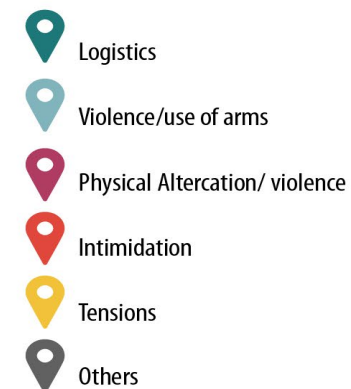 Logistics
Violence/use of arms
Physical Altercation/ violence
Intimidation
Tensions
Others